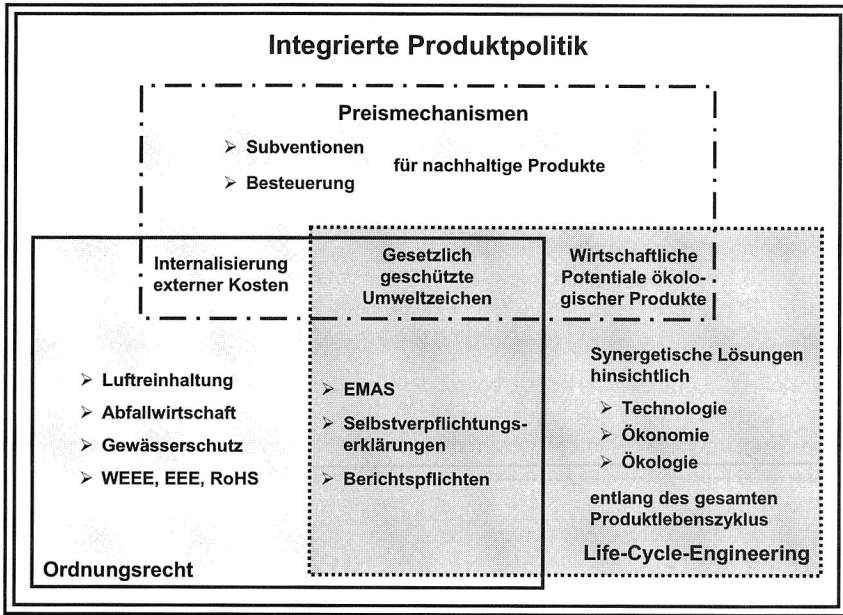 Integrierte Produktpolitik
Preismechanismen
➢ Subventionen
➢ Besteuerung
für nachhaltige Produkte
Internalisierung
externer Kosten
Gesetzlich
geschützte
Umweltzeichen
Wirtschaftliche
Potentiale ökolo-
gischer Produkte
➢ Luftreinhaltung
➢ Abfallwirtschaft
➢ Gewässerschutz
➢ WEEE, EEE, RoHS
Ordnungsrecht
➢ EMAS
➢ Selbstverpflichtungs-
erklärungen
➢ Berichtspflichten
Synergetische Lösungen
hinsichtlich
➢ Technologie
➢ Ökonomie
➢ Ökologie
entlang des gesamten
Produktlebenszyklus
Life-Cycle-Engineering